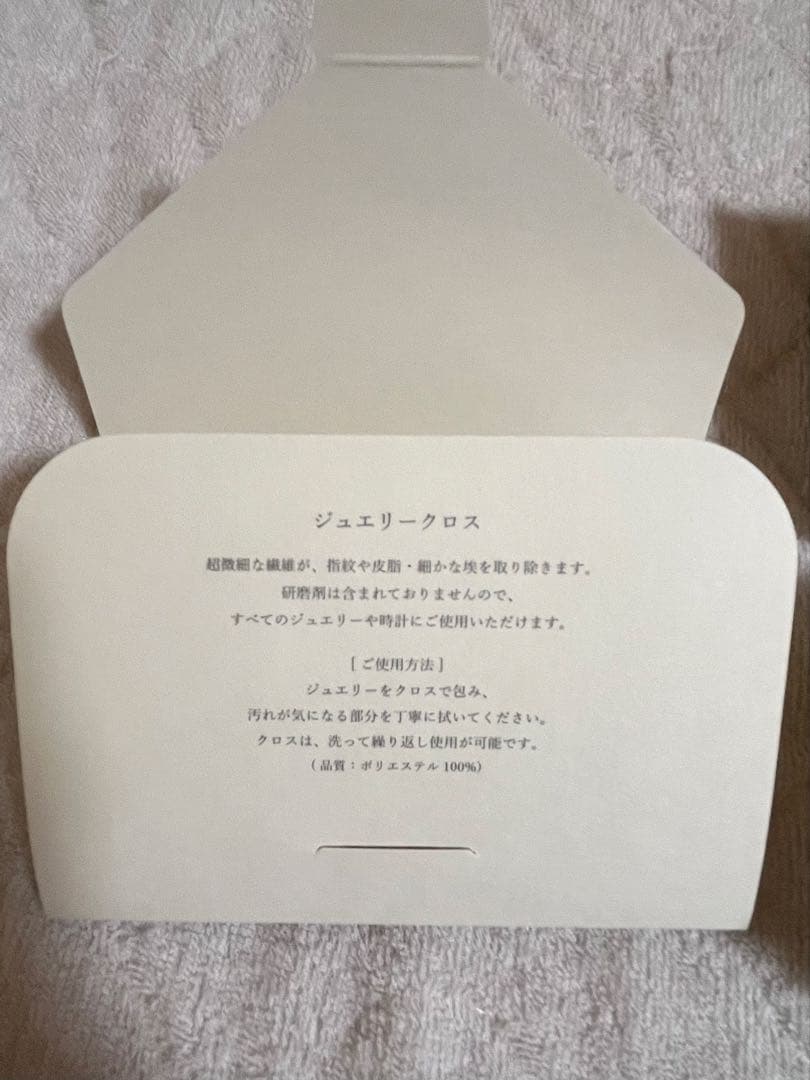 ジュエリークロス
超微細な繊維が、指紋や皮脂・細かな埃を取り除きます。
研磨剤は含まれておりませんので、
すべてのジュエリーや時計にご使用いただけます。
[ ご使用方法 ]
ジュエリーをクロスで包み、
汚れが気になる部分を丁寧に拭いてください。
クロスは、洗って繰り返し使用が可能です。
（品質：ポリエステル 100%）